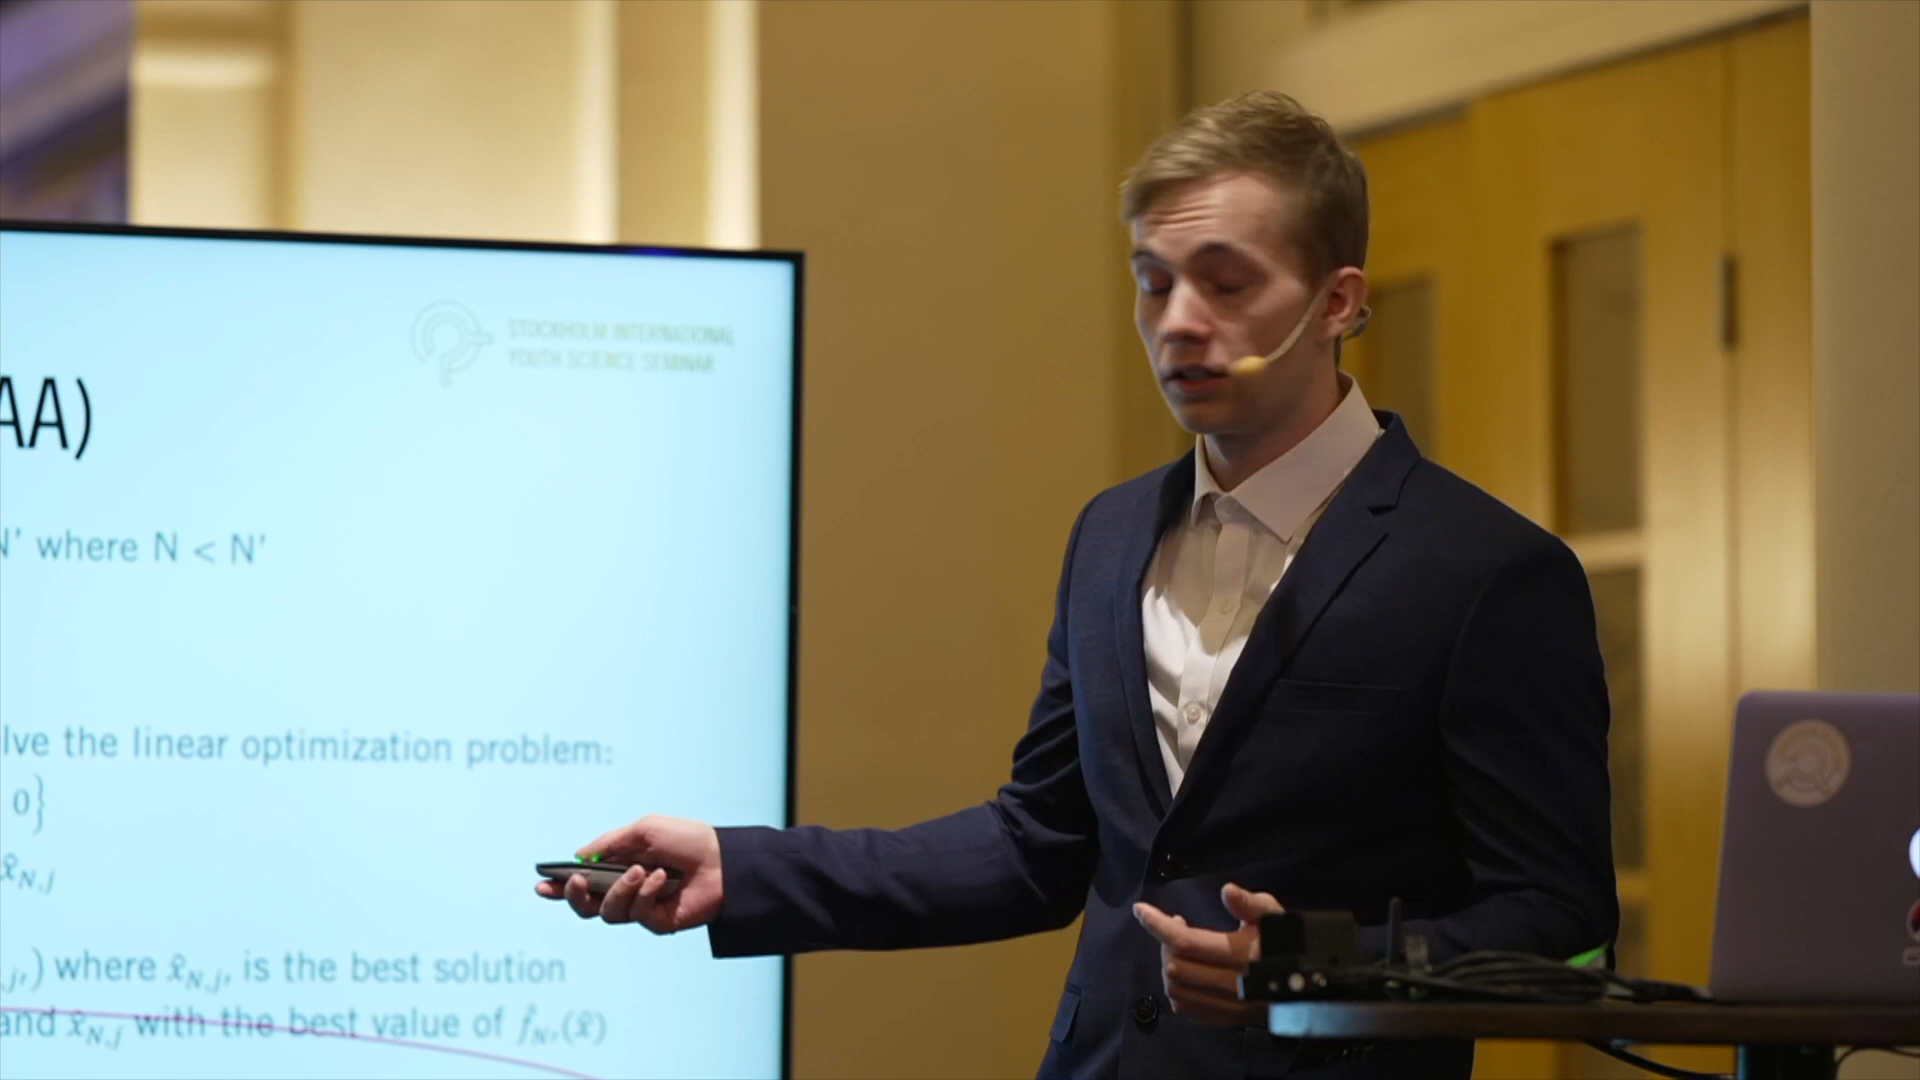 STOCKHOLM INTERNATIONAL
YOUTH SCIENCE SEMINAR
AA)
N' where N < N'
lve the linear optimization problem:
0}
x̂_{N,j}
,j') where x̂_{N,j'} is the best solution
and x̂_{N,j} with the best value of f̂_{N'}(x̂)